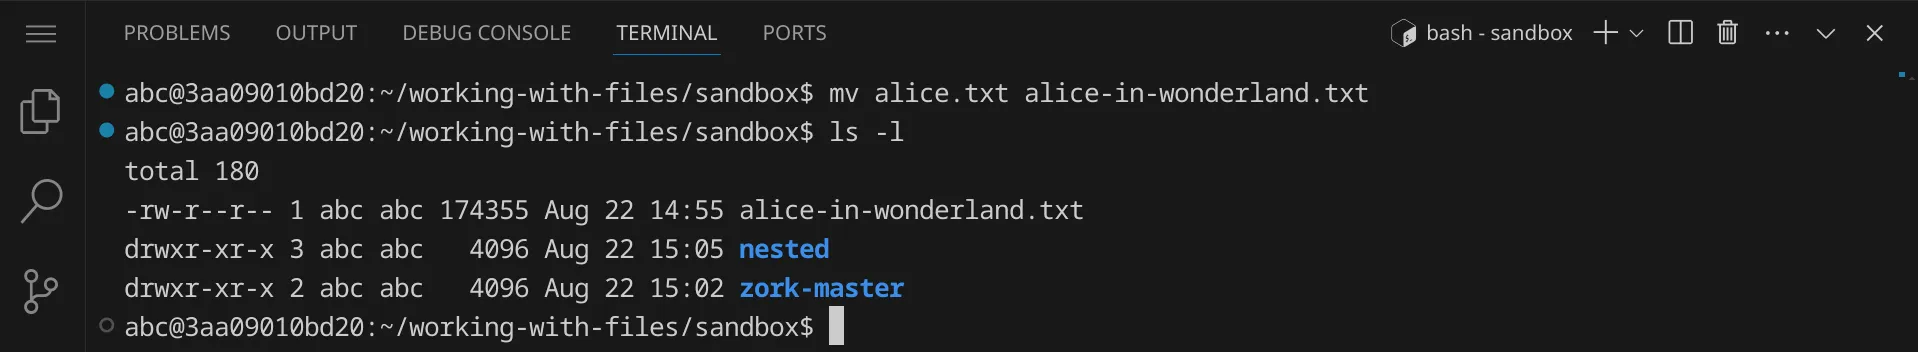 PROBLEMS OUTPUT DEBUG CONSOLE TERMINAL PORTS bash - sandbox
abc@3aa09010bd20:~/working-with-files/sandbox$ mv alice.txt alice-in-wonderland.txt
abc@3aa09010bd20:~/working-with-files/sandbox$ ls -l
total 180
-rw-r--r-- 1 abc abc 174355 Aug 22 14:55 alice-in-wonderland.txt
drwxr-xr-x 3 abc abc   4096 Aug 22 15:05 nested
drwxr-xr-x 2 abc abc   4096 Aug 22 15:02 zork-master
abc@3aa09010bd20:~/working-with-files/sandbox$